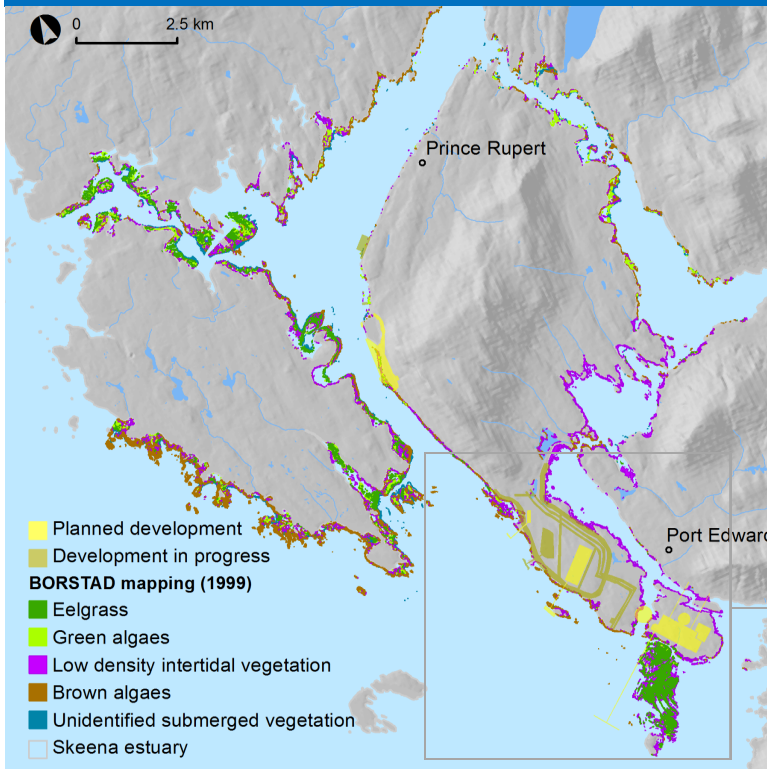 0 2.5 km
Prince Rupert
Port Edward
Planned development
Development in progress
BORSTAD mapping (1999)
Eelgrass
Green algaes
Low density intertidal vegetation
Brown algaes
Unidentified submerged vegetation
Skeena estuary